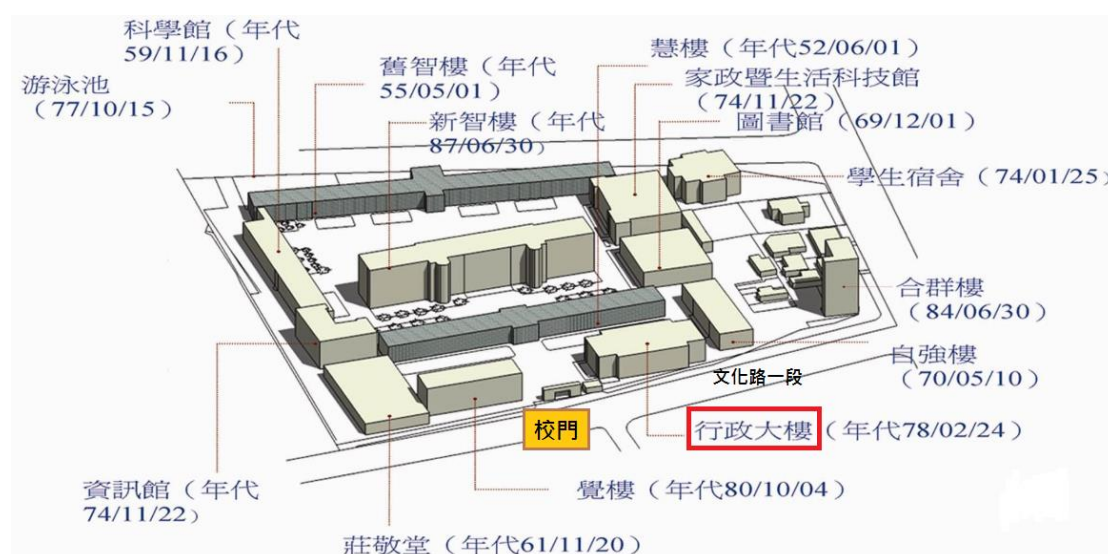 科學館（年代
59/11/16）
游泳池
（77/10/15）
舊智樓（年代
55/05/01）
新智樓（年代
87/06/30）
慧樓（年代52/06/01）
家政暨生活科技館
（74/11/22）
圖書館（69/12/01）
學生宿舍（74/01/25）
合群樓
（84/06/30）
自強樓
（70/05/10）
文化路一段
校門
行政大樓（年代78/02/24）
資訊館（年代
74/11/22）
覺樓（年代80/10/04）
莊敬堂（年代61/11/20）